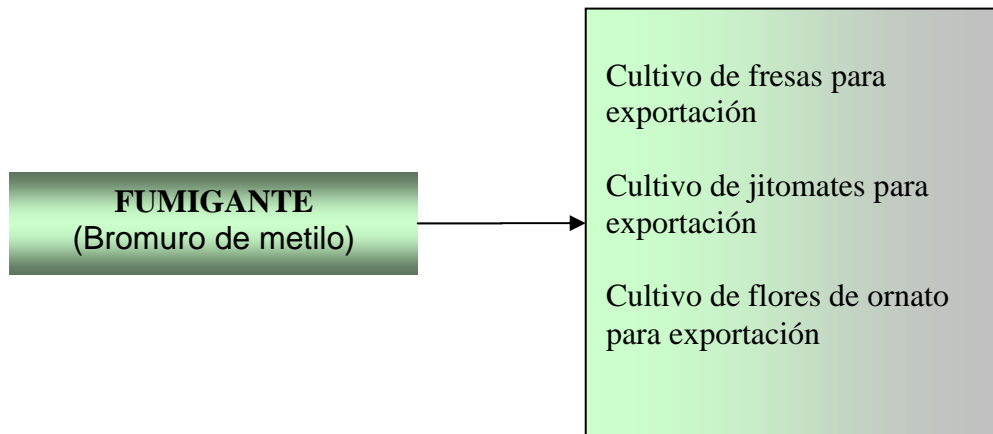 FUMIGANTE
(Bromuro de metilo)
Cultivo de fresas para
exportación
Cultivo de jitomates para
exportación
Cultivo de flores de ornato
para exportación